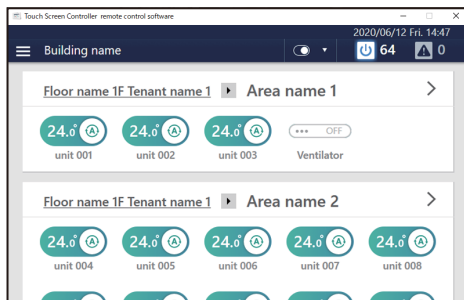 Touch Screen Controller remote control software
2020/06/12 Fri. 14:47
Building name 64 0
Floor name 1F Tenant name 1 Area name 1
24.0° A 24.0° A 24.0° A ••• OFF
unit 001 unit 002 unit 003 Ventilator
Floor name 1F Tenant name 1 Area name 2
24.0° A 24.0° A 24.0° A 24.0° A 24.0° A
unit 004 unit 005 unit 006 unit 007 unit 008